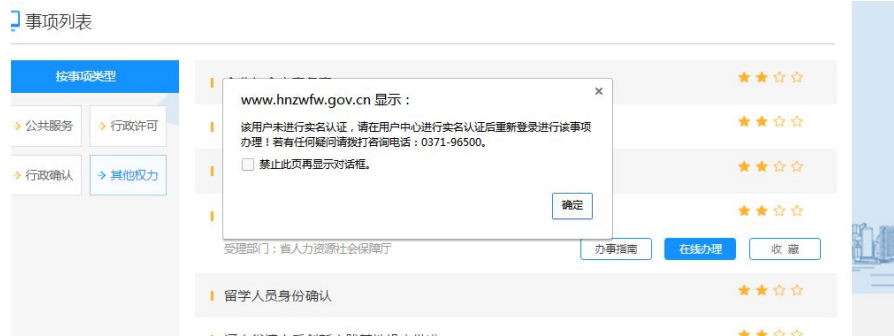 事项列表
按事项类型
公共服务
行政许可
行政确认
其他权力
www.hnzwfw.gov.cn 显示：
×
该用户未进行实名认证，请在用户中心进行实名认证后重新登录进行该事项
办理！若有任何疑问请拨打咨询电话：0371-96500。
禁止此页再显示对话框。
确定
受理部门：省人力资源社会保障厅
办事指南
在线办理
收 藏
留学人员身份确认